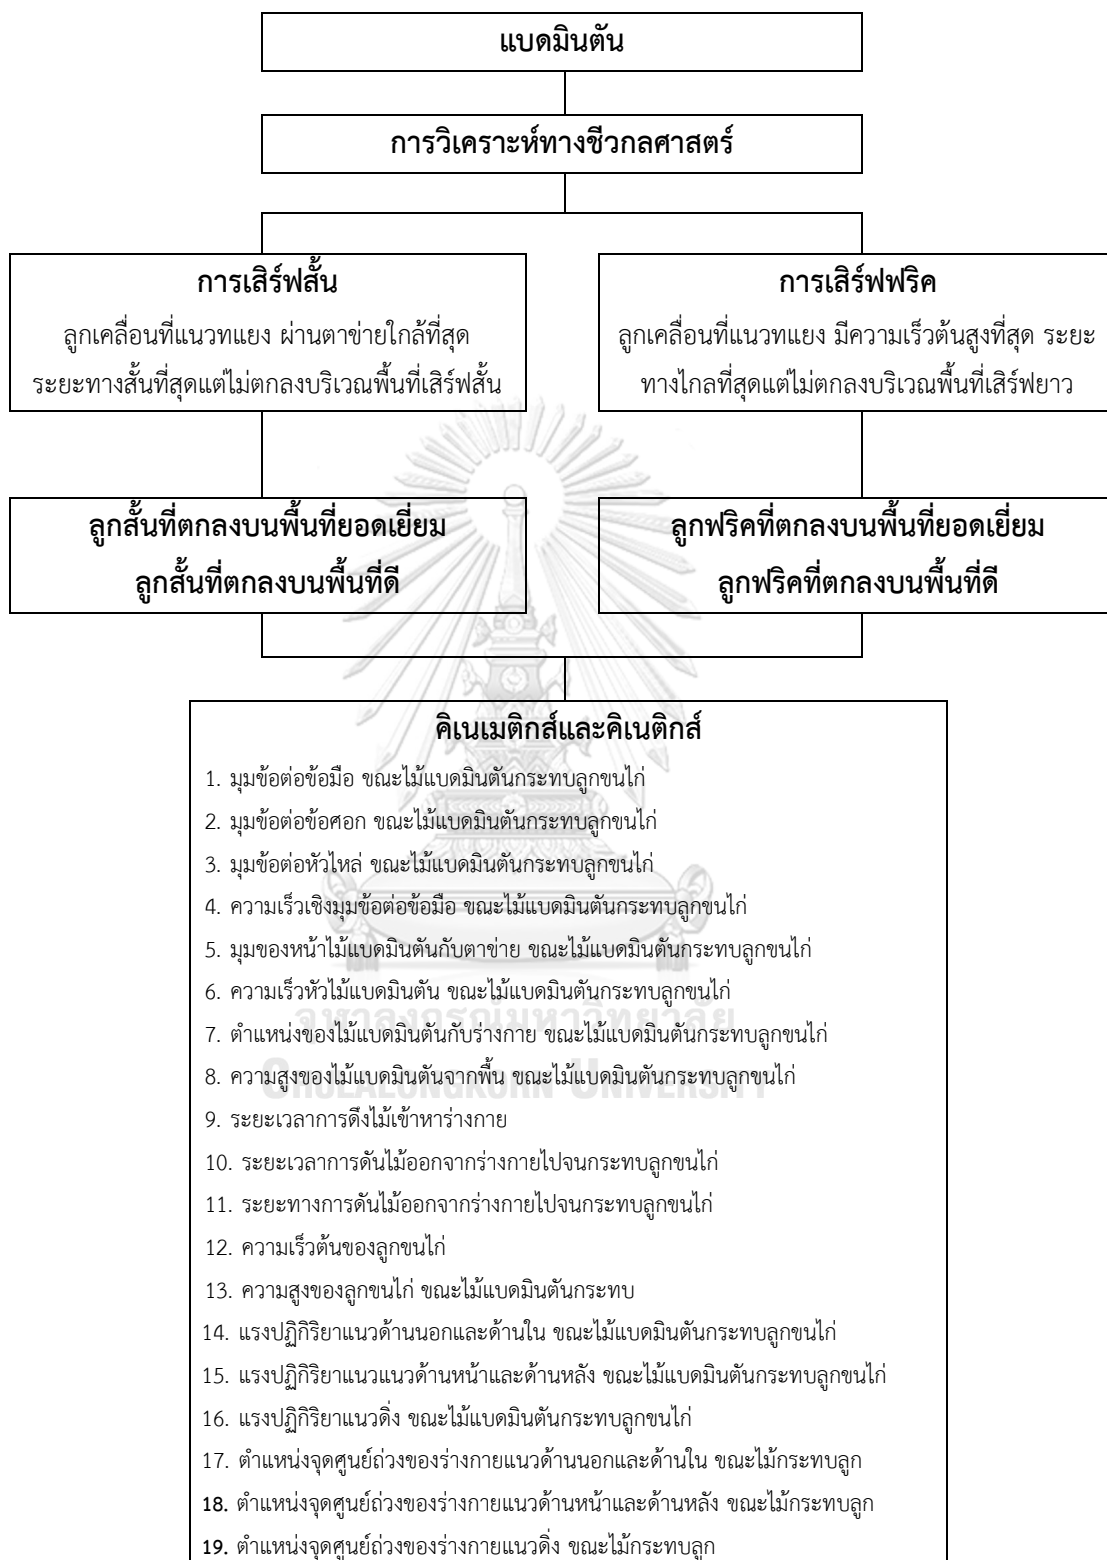 แบดมินตัน
การวิเคราะห์ทางชีวกลศาสตร์
การเสิร์ฟสั้น
ลูกเคลื่อนที่แนวทแยง ผ่านตาข่ายใกล้ที่สุด
ระยะทางสั้นที่สุดแต่ไม่ตกลงบริเวณพื้นที่เสิร์ฟสั้น
การเสิร์ฟฟริค
ลูกเคลื่อนที่แนวทแยง มีความเร็วต้นสูงที่สุด ระยะ
ทางไกลที่สุดแต่ไม่ตกลงบริเวณพื้นที่เสิร์ฟยาว
ลูกสั้นที่ตกลงบนพื้นที่ยอดเยี่ยม
ลูกสั้นที่ตกลงบนพื้นที่ดี
ลูกฟริคที่ตกลงบนพื้นที่ยอดเยี่ยม
ลูกฟริคที่ตกลงบนพื้นที่ดี
คิเนเมติกส์และคิเนติกส์
1. มุมข้อต่อข้อมือ ขณะไม้แบดมินตันกระทบลูกขนไก่
2. มุมข้อต่อข้อศอก ขณะไม้แบดมินตันกระทบลูกขนไก่
3. มุมข้อต่อหัวไหล่ ขณะไม้แบดมินตันกระทบลูกขนไก่
4. ความเร็วเชิงมุมข้อต่อข้อมือ ขณะไม้แบดมินตันกระทบลูกขนไก่
5. มุมของหน้าไม้แบดมินตันกับตาข่าย ขณะไม้แบดมินตันกระทบลูกขนไก่
6. ความเร็วหัวไม้แบดมินตัน ขณะไม้แบดมินตันกระทบลูกขนไก่
จุฬาลงกรณ์มหาวิทยาลัย
7. ตำแหน่งของไม้แบดมินตันกับร่างกาย ขณะไม้แบดมินตันกระทบลูกขนไก่
8. ความสูงของไม้แบดมินตันจากพื้น ขณะไม้แบดมินตันกระทบลูกขนไก่
CHULALONGKORN UNIVERSITY
9. ระยะเวลาการดึงไม้เข้าหาร่างกาย
10. ระยะเวลาการดันไม้ออกจากร่างกายไปจนกระทบลูกขนไก่
11. ระยะทางการดันไม้ออกจากร่างกายไปจนกระทบลูกขนไก่
12. ความเร็วต้นของลูกขนไก่
13. ความสูงของลูกขนไก่ ขณะไม้แบดมินตันกระทบ
14. แรงปฏิกิริยาแนวด้านนอกและด้านใน ขณะไม้แบดมินตันกระทบลูกขนไก่
15. แรงปฏิกิริยาแนวแนวด้านหน้าและด้านหลัง ขณะไม้แบดมินตันกระทบลูกขนไก่
16. แรงปฏิกิริยาแนวดิ่ง ขณะไม้แบดมินตันกระทบลูกขนไก่
17. ตำแหน่งจุดศูนย์ถ่วงของร่างกายแนวด้านนอกและด้านใน ขณะไม้กระทบลูก
18. ตำแหน่งจุดศูนย์ถ่วงของร่างกายแนวด้านหน้าและด้านหลัง ขณะไม้กระทบลูก
19. ตำแหน่งจุดศูนย์ถ่วงของร่างกายแนวดิ่ง ขณะไม้กระทบลูก